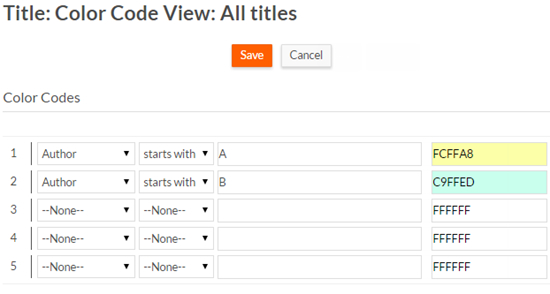 Title: Color Code View: All titles
Save Cancel
Color Codes
1 Author starts with A FCFFA8
2 Author starts with B C9FFED
3 --None-- --None-- FFFFFF
4 --None-- --None-- FFFFFF
5 --None-- --None-- FFFFFF